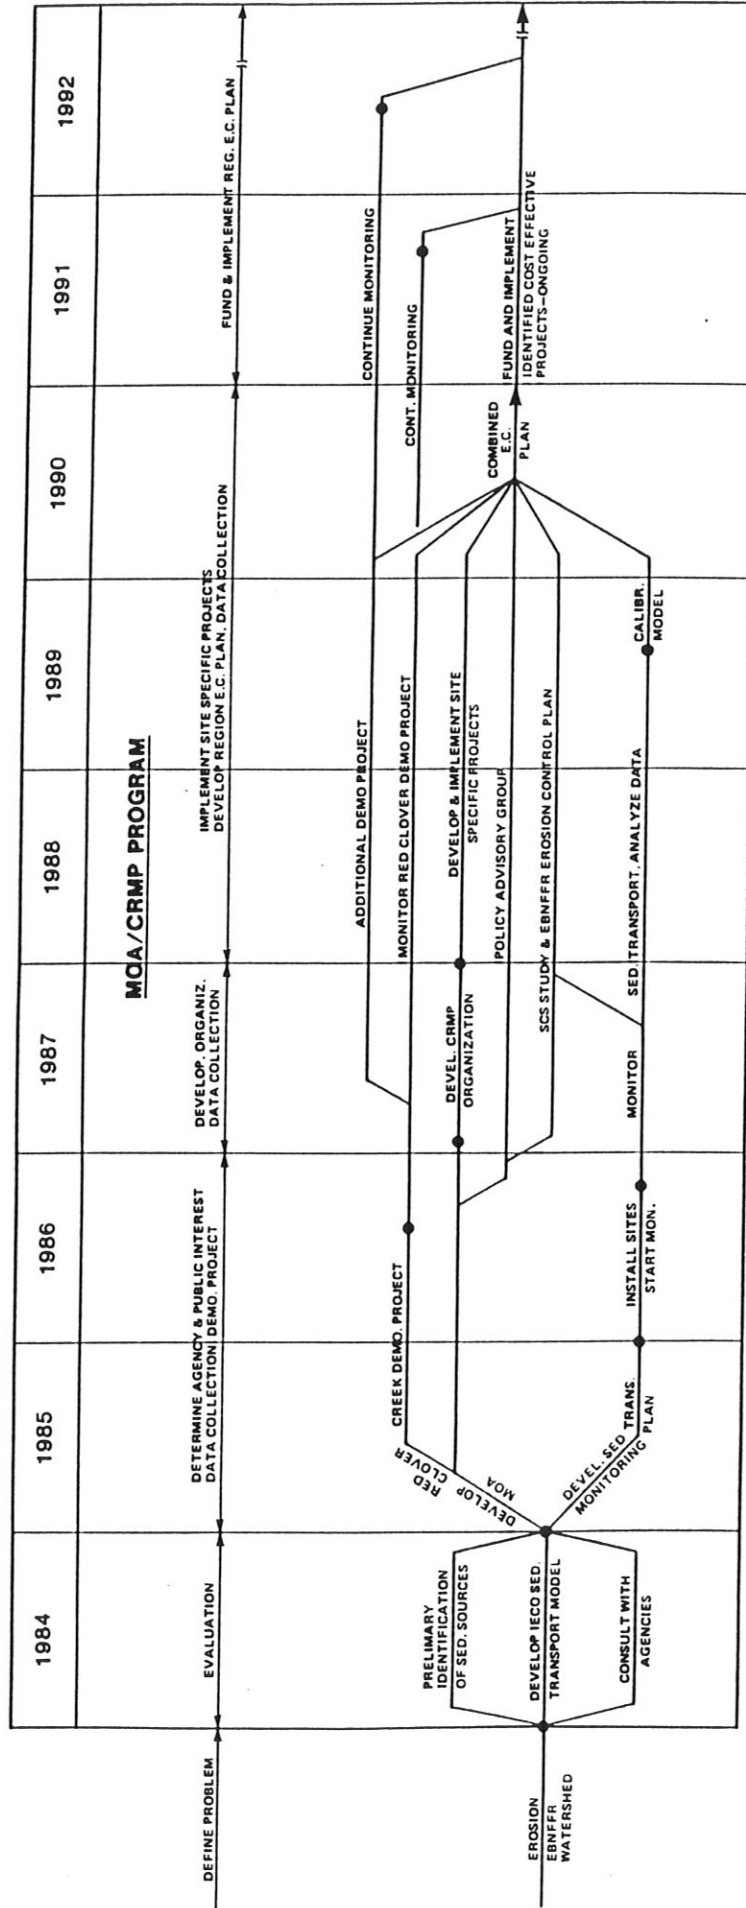 MOA/CRMP PROGRAM
1984
1985
1986
1987
1988
1989
1990
1991
1992
DEFINE PROBLEM
EVALUATION
DETERMINE AGENCY & PUBLIC INTEREST
DATA COLLECTION, DEMO. PROJECT
DEVELOP. ORGANIZ.
DATA COLLECTION
IMPLEMENT SITE SPECIFIC PROJECTS
DEVELOP REGION E.C. PLAN, DATA COLLECTION
FUND & IMPLEMENT REG. E.C. PLAN
EROSION
EBNFFR
WATERSHED
PRELIMARY
IDENTIFICATION
OF SED. SOURCES
DEVELOP IECO SED.
TRANSPORT MODEL
CONSULT WITH
AGENCIES
RED
CLOVER
CREEK DEMO. PROJECT
DEVELOP
MOA
DEVEL. SED TRANS.
MONITORING PLAN
INSTALL SITES
START MON.
MONITOR
SED. TRANSPORT, ANALYZE DATA
CALIBR.
MODEL
ADDITIONAL DEMO PROJECT
MONITOR RED CLOVER DEMO PROJECT
DEVEL. CRMP
ORGANIZATION
DEVELOP & IMPLEMENT SITE
SPECIFIC PROJECTS
POLICY ADVISORY GROUP
SCS STUDY & EBNFFR EROSION CONTROL PLAN
COMBINED
E.C.
PLAN
CONTINUE MONITORING
CONT. MONITORING
FUND AND IMPLEMENT
IDENTIFIED COST EFFECTIVE
PROJECTS-ONGOING